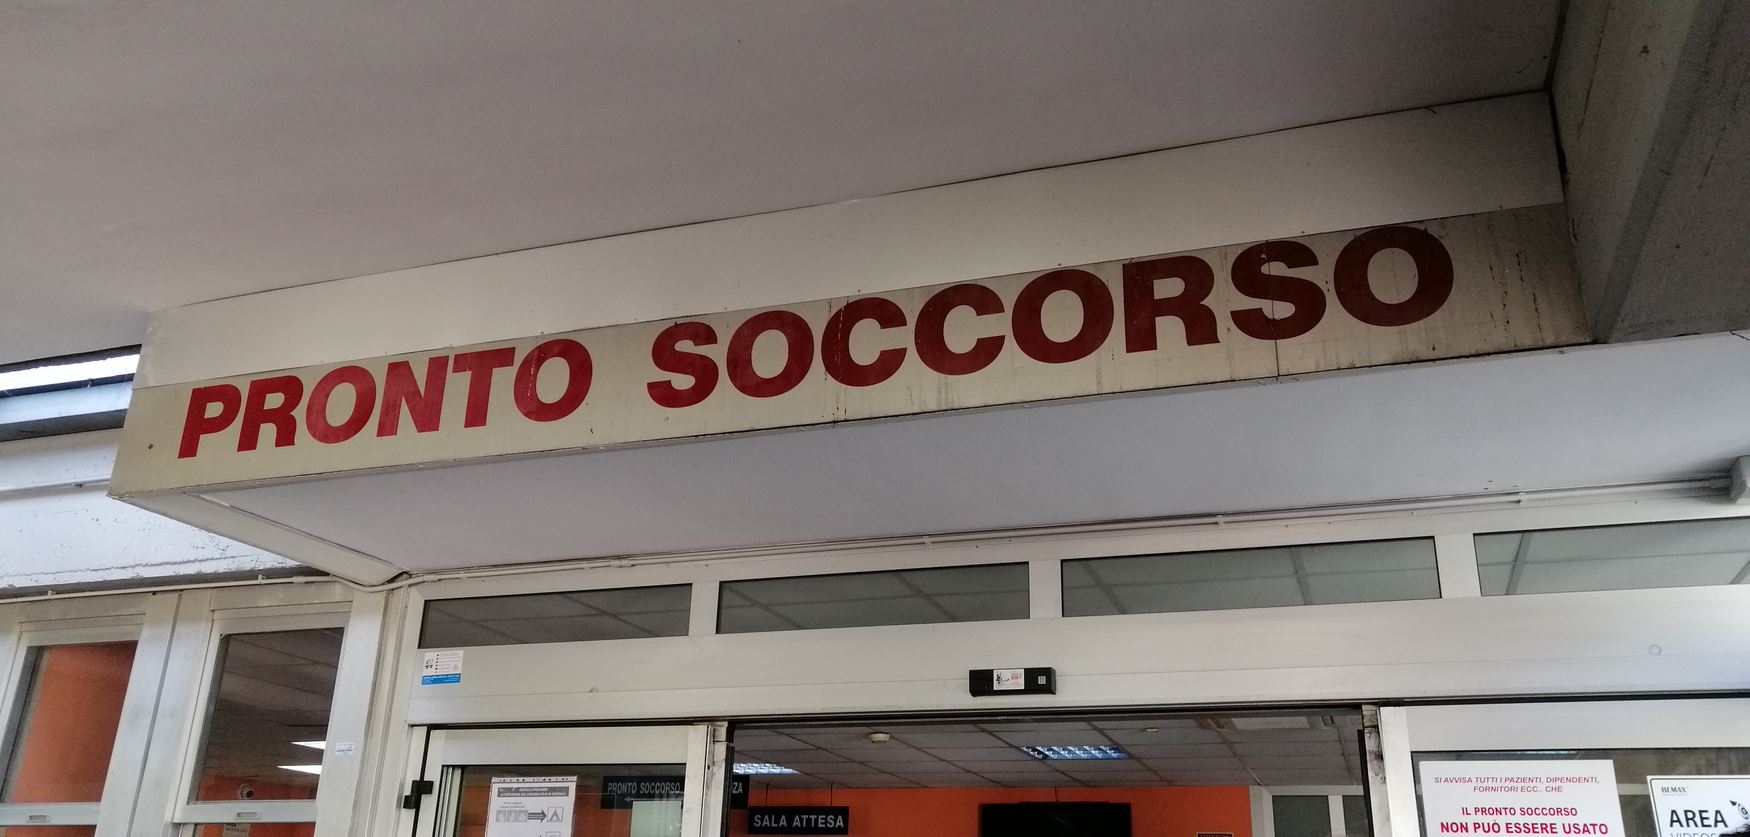 PRONTO SOCCORSO
PRONTO SOCCORSO
SALA ATTESA
SI AVVISA TUTTI I PAZIENTI, DIPENDENTI,
FORNITORI ECC.. CHE
IL PRONTO SOCCORSO
NON PUÒ ESSERE USATO
BEMAX
AREA